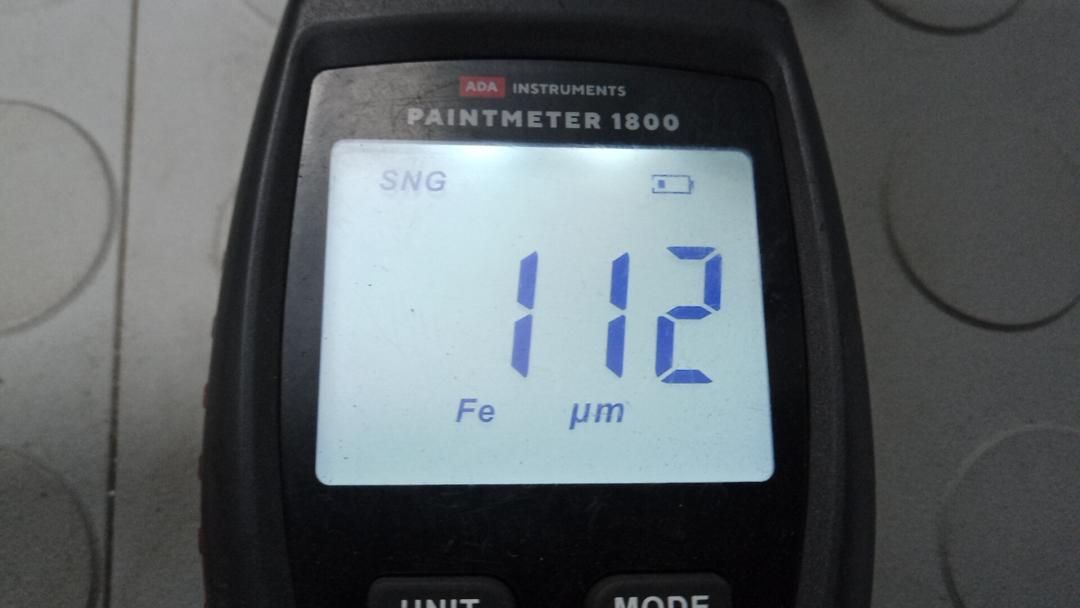 ADA INSTRUMENTS
PAINTMETER 1800
SNG
112
Fe µm
UNIT MODE